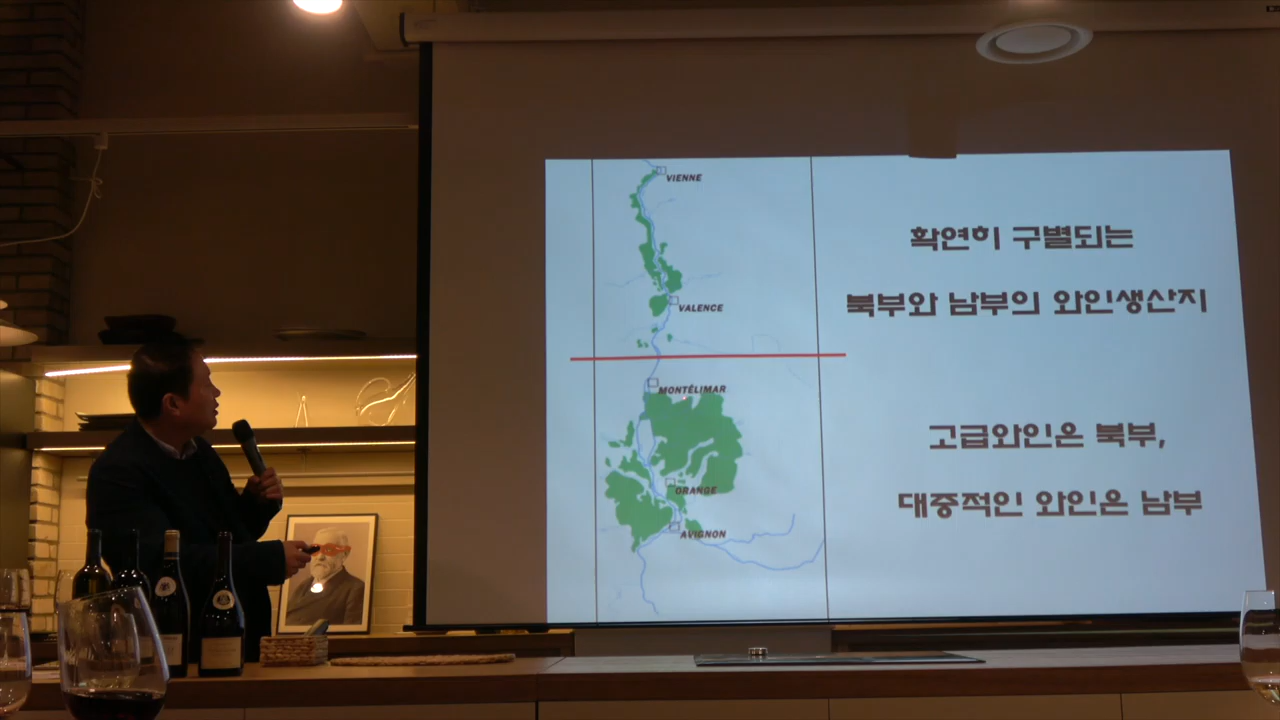 VIENNE
VALENCE
MONTÉLIMAR
ORANGE
AVIGNON
확연히 구별되는
북부와 남부의 와인생산지
고급와인은 북부,
대중적인 와인은 남부